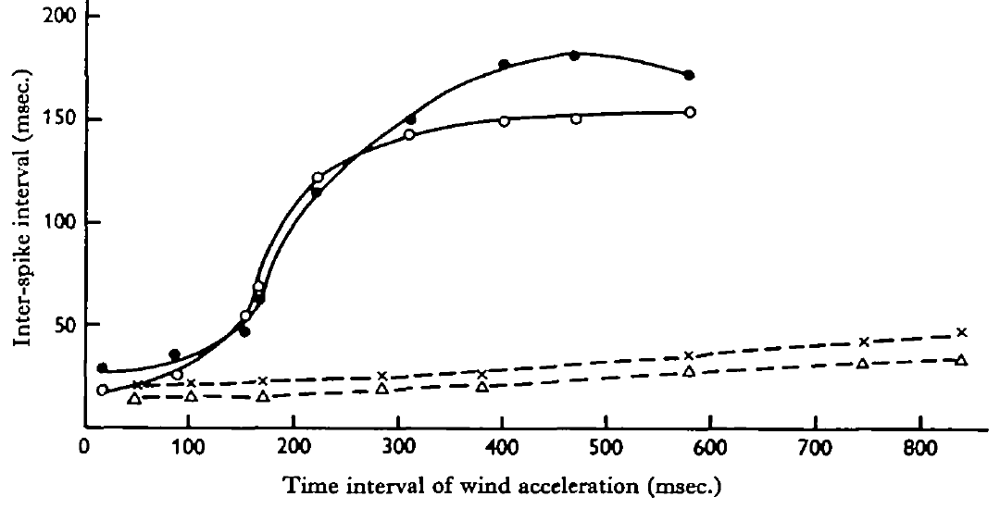 200
150
100
50
Inter-spike interval (msec.)
0 100 200 300 400 500 600 700 800
Time interval of wind acceleration (msec.)